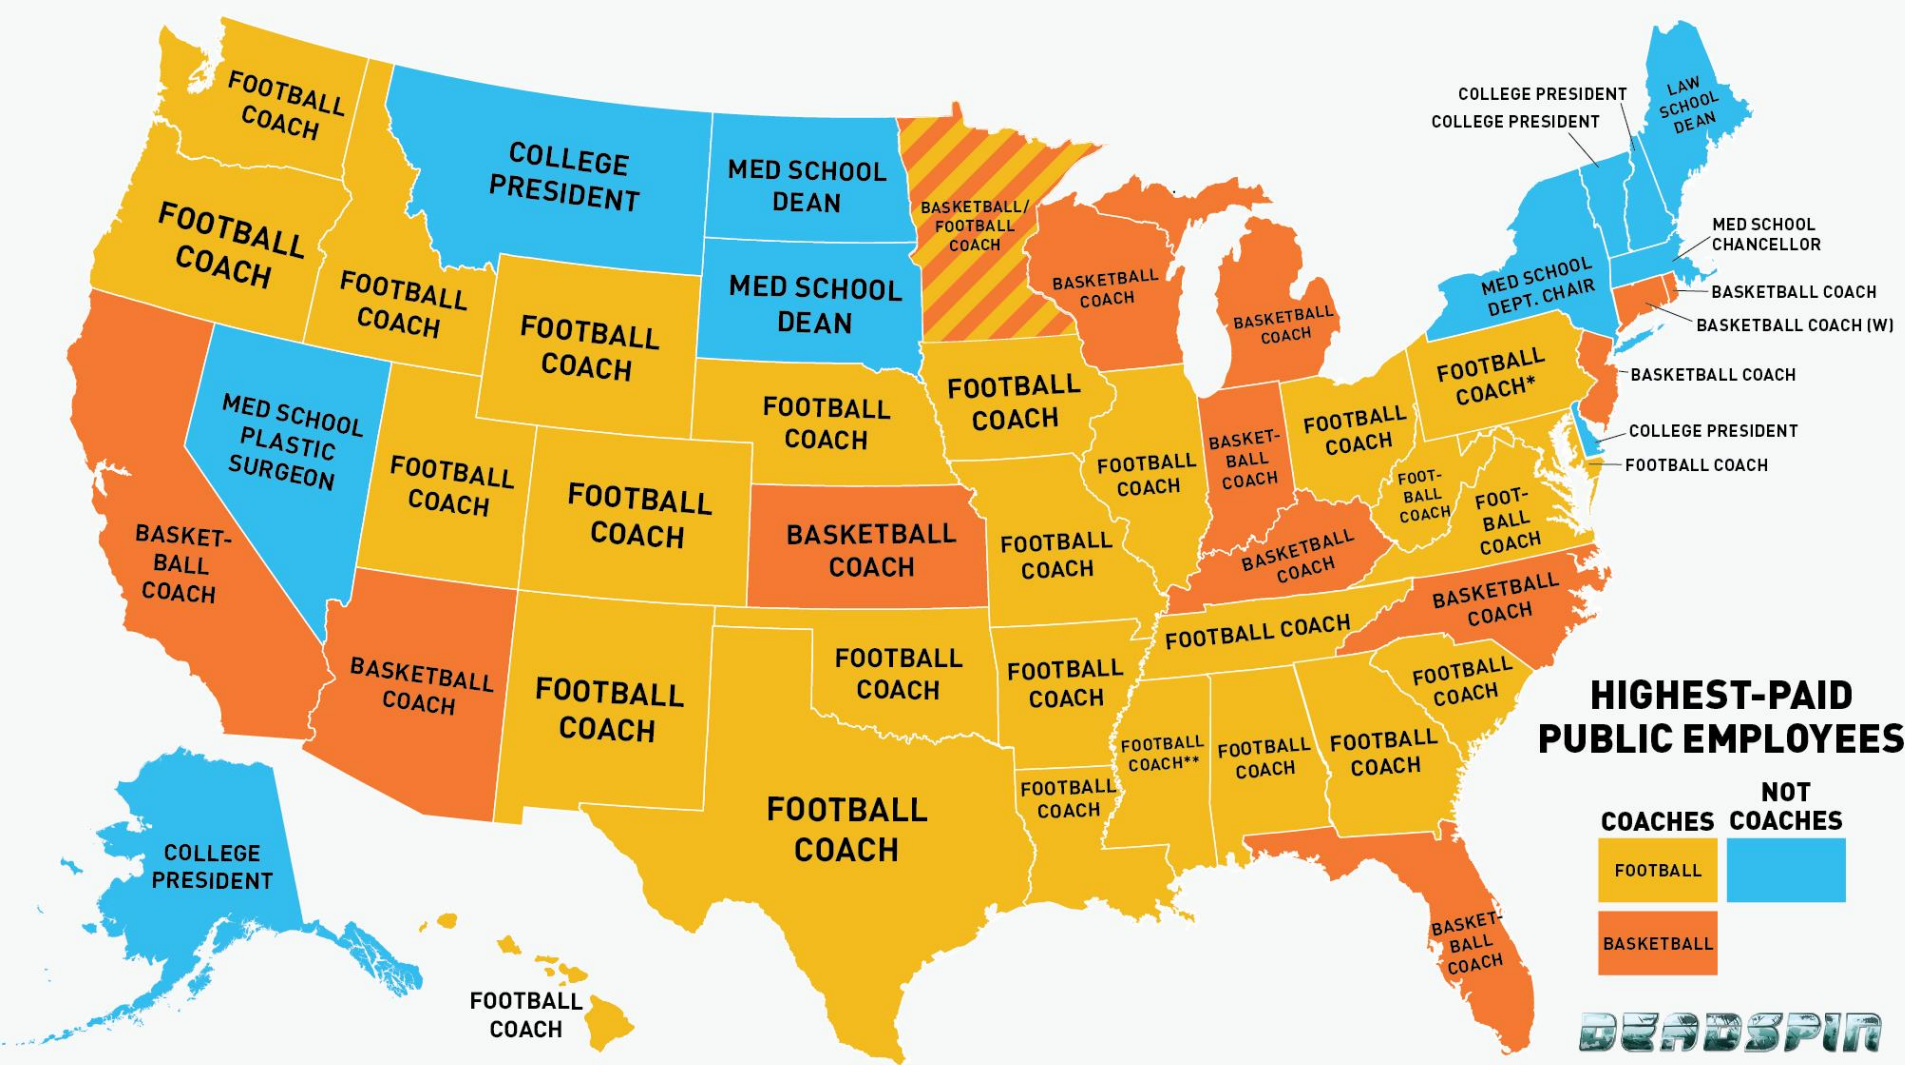 FOOTBALL
COACH
FOOTBALL
COACH
FOOTBALL
COACH
COLLEGE
PRESIDENT
MED SCHOOL
DEAN
MED SCHOOL
DEAN
BASKETBALL/
FOOTBALL
COACH
BASKETBALL
COACH
BASKETBALL
COACH
COLLEGE PRESIDENT
COLLEGE PRESIDENT
LAW
SCHOOL
DEAN
MED SCHOOL
CHANCELLOR
MED SCHOOL
DEPT. CHAIR
BASKETBALL COACH
BASKETBALL COACH (W)
BASKETBALL COACH
COLLEGE PRESIDENT
FOOTBALL COACH
FOOTBALL
COACH*
FOOTBALL
COACH
FOOTBALL
COACH
FOOTBALL
COACH
FOOTBALL
COACH
FOOTBALL
COACH
BASKET-
BALL
COACH
FOOTBALL
COACH
FOOT-
BALL
COACH
FOOT-
BALL
COACH
MED SCHOOL
PLASTIC
SURGEON
FOOTBALL
COACH
FOOTBALL
COACH
BASKETBALL
COACH
FOOTBALL
COACH
BASKETBALL
COACH
BASKET-
BALL
COACH
BASKETBALL
COACH
FOOTBALL
COACH
FOOTBALL
COACH
FOOTBALL
COACH
FOOTBALL COACH
BASKETBALL
COACH
FOOTBALL
COACH
FOOTBALL
COACH
FOOTBALL
COACH
FOOTBALL
COACH**
FOOTBALL
COACH
FOOTBALL
COACH
BASKET-
BALL
COACH
COLLEGE
PRESIDENT
FOOTBALL
COACH
HIGHEST-PAID
PUBLIC EMPLOYEES
COACHES
NOT
COACHES
FOOTBALL
BASKETBALL
DEADSPIN